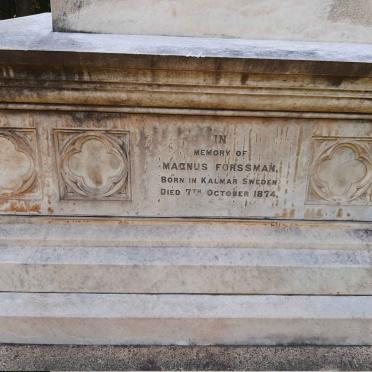 IN
MEMORY OF
MAGNUS FORSSMAN,
BORN IN KALMAR SWEDEN
DIED 7TH OCTOBER 1874,